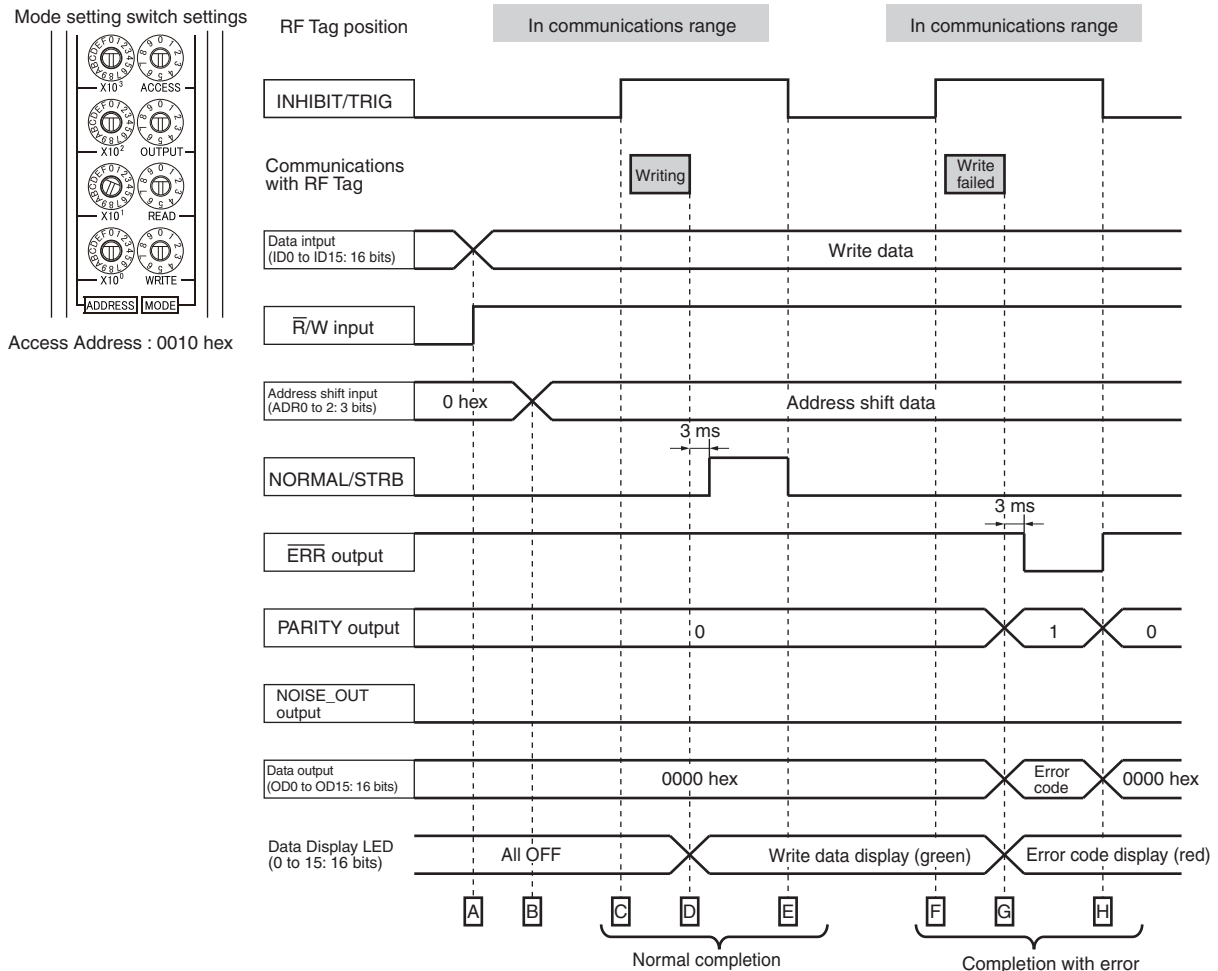 Mode setting switch settings
X10³ ACCESS
X10² OUTPUT
X10¹ READ
X10⁰ WRITE
ADDRESS MODE
Access Address : 0010 hex
RF Tag position
In communications range
In communications range
INHIBIT/TRIG
Communications
with RF Tag
Writing
Write
failed
Data intput
(ID0 to ID15: 16 bits)
Write data
R̅/W input
Address shift input
(ADR0 to 2: 3 bits)
0 hex
Address shift data
3 ms
NORMAL/STRB
3 ms
E̅R̅R̅ output
PARITY output
0
1
0
NOISE_OUT
output
Data output
(OD0 to OD15: 16 bits)
0000 hex
Error
code
0000 hex
Data Display LED
(0 to 15: 16 bits)
All OFF
Write data display (green)
Error code display (red)
A B C D E F G H
Normal completion
Completion with error